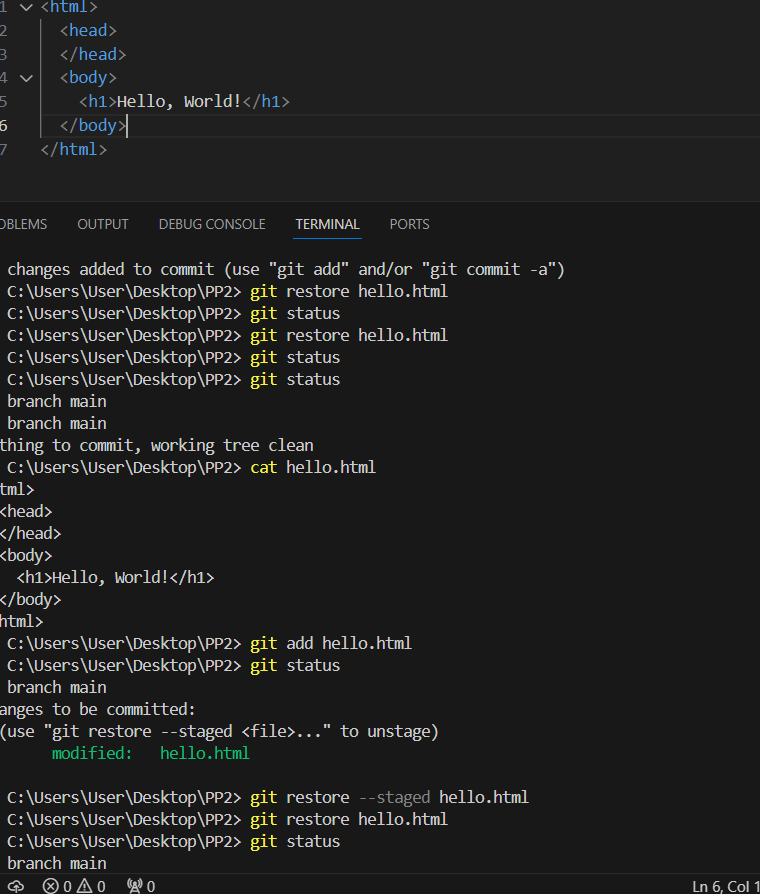 1 <html>
2 <head>
3 </head>
4 <body>
5 <h1>Hello, World!</h1>
6 </body>
7 </html>
OBLEMS OUTPUT DEBUG CONSOLE TERMINAL PORTS
changes added to commit (use "git add" and/or "git commit -a")
C:\Users\User\Desktop\PP2> git restore hello.html
C:\Users\User\Desktop\PP2> git status
C:\Users\User\Desktop\PP2> git restore hello.html
C:\Users\User\Desktop\PP2> git status
C:\Users\User\Desktop\PP2> git status
branch main
branch main
thing to commit, working tree clean
C:\Users\User\Desktop\PP2> cat hello.html
tml>
<head>
</head>
<body>
<h1>Hello, World!</h1>
</body>
html>
C:\Users\User\Desktop\PP2> git add hello.html
C:\Users\User\Desktop\PP2> git status
branch main
anges to be committed:
(use "git restore --staged <file>..." to unstage)
modified: hello.html
C:\Users\User\Desktop\PP2> git restore --staged hello.html
C:\Users\User\Desktop\PP2> git restore hello.html
C:\Users\User\Desktop\PP2> git status
branch main
0 0 0 Ln 6, Col 1